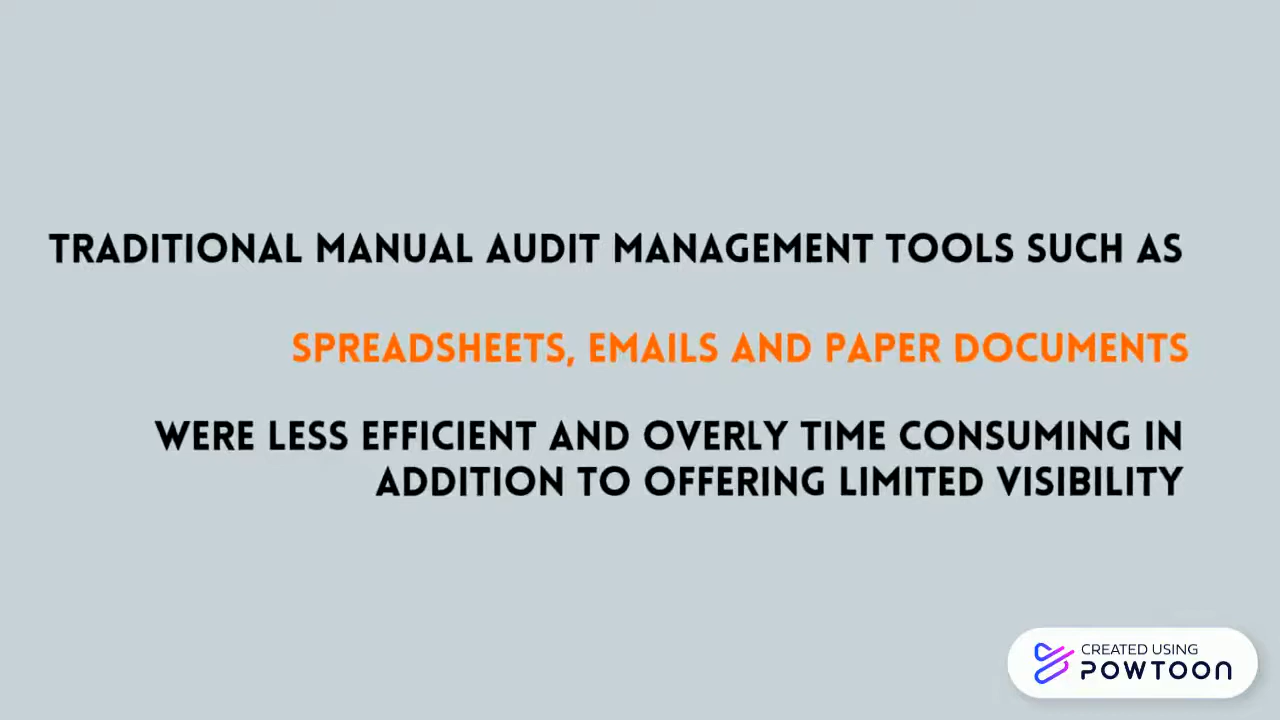 TRADITIONAL MANUAL AUDIT MANAGEMENT TOOLS SUCH AS
SPREADSHEETS, EMAILS AND PAPER DOCUMENTS
WERE LESS EFFICIENT AND OVERLY TIME CONSUMING IN
ADDITION TO OFFERING LIMITED VISIBILITY
CREATED USING
POWTOON